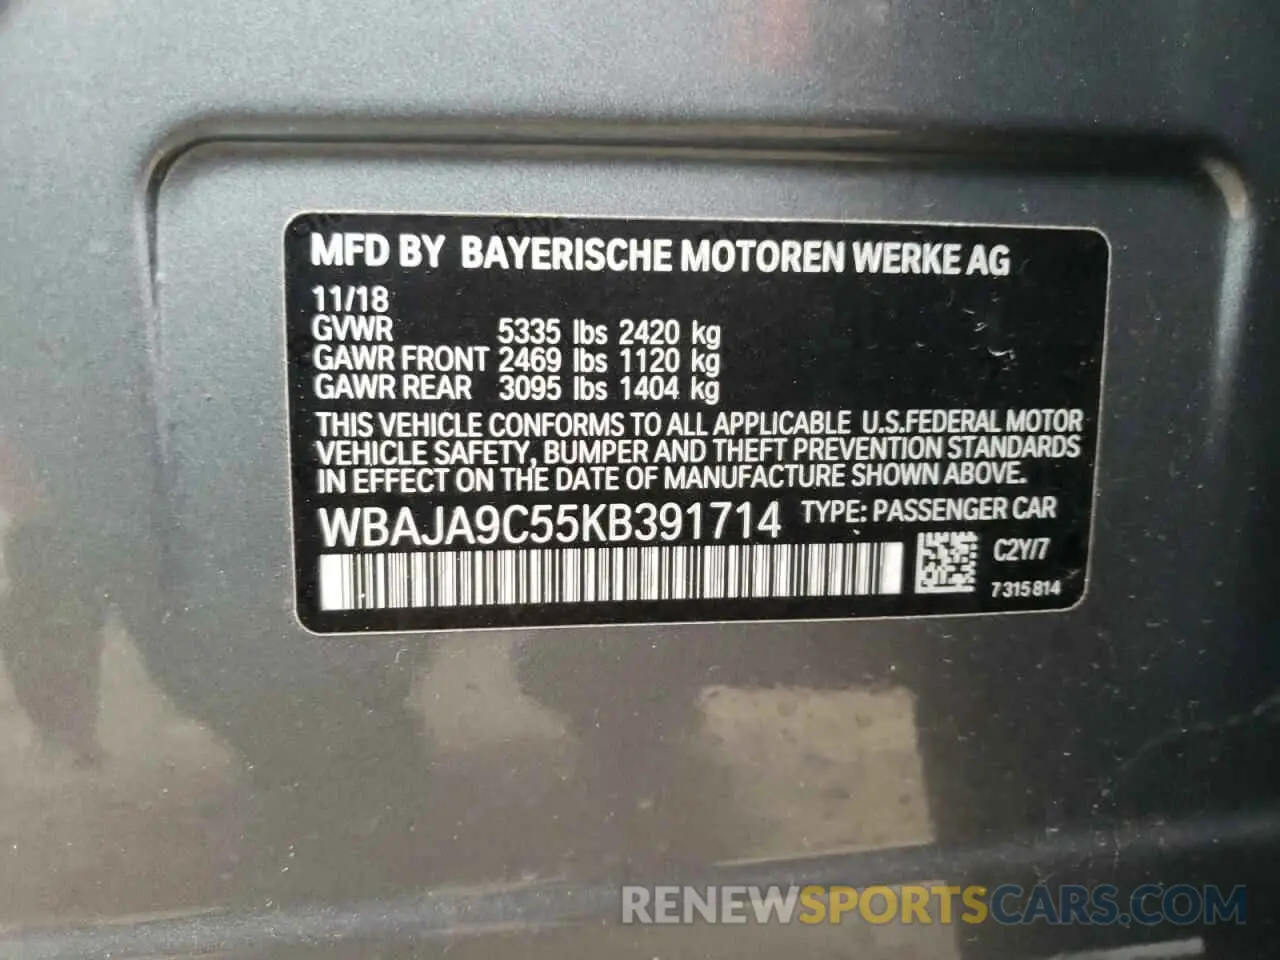 MFD BY BAYERISCHE MOTOREN WERKE AG
11/18
GVWR 5335 lbs 2420 kg
GAWR FRONT 2469 lbs 1120 kg
GAWR REAR 3095 lbs 1404 kg
THIS VEHICLE CONFORMS TO ALL APPLICABLE U.S.FEDERAL MOTOR
VEHICLE SAFETY, BUMPER AND THEFT PREVENTION STANDARDS
IN EFFECT ON THE DATE OF MANUFACTURE SHOWN ABOVE.
WBAJA9C55KB391714 TYPE: PASSENGER CAR
C2Y/7
7315814
RENEWSPORTSCARS.COM